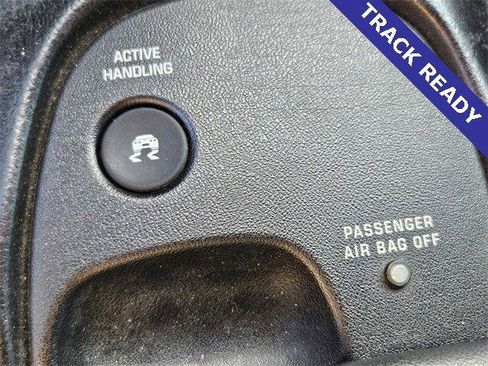 TRACK READY
ACTIVE
HANDLING
PASSENGER
AIR BAG OFF